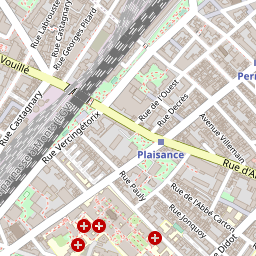 Rue Labrouste
Rue Castagnary
Rue Georges Pitard
Vouillé
Rue Castagnary
Rue Vercingétorix
Rue de l'Ouest
Rue Decrès
Avenue Villemain
Plaisance
Rue d'A
Rue Pauly
Rue de l'Abbé Carton
Rue Jonquoy
Rue Didot